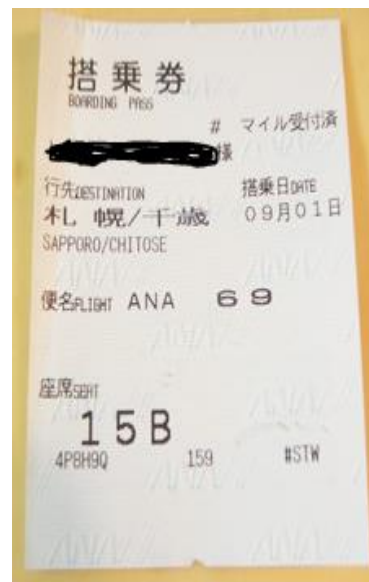 搭乗券
BOARDING PASS
# マイル受付済
様
行先DESTINATION 搭乗日DATE
札 幌/千歳 09月01日
SAPPORO/CHITOSE
便名FLIGHT ANA 69
座席SEAT
15B
4P8H9Q 159 #STW